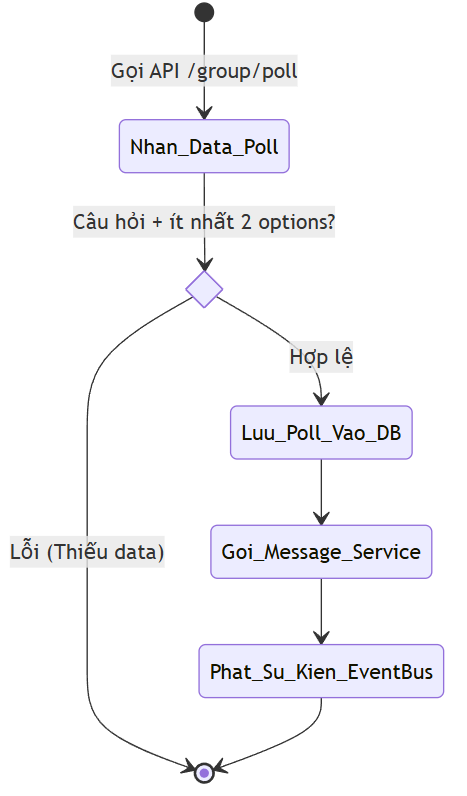 Gọi API /group/poll
Nhan_Data_Poll
Câu hỏi + ít nhất 2 options?
Hợp lệ
Luu_Poll_Vao_DB
Goi_Message_Service
Lỗi (Thiếu data)
Phat_Su_Kien_EventBus